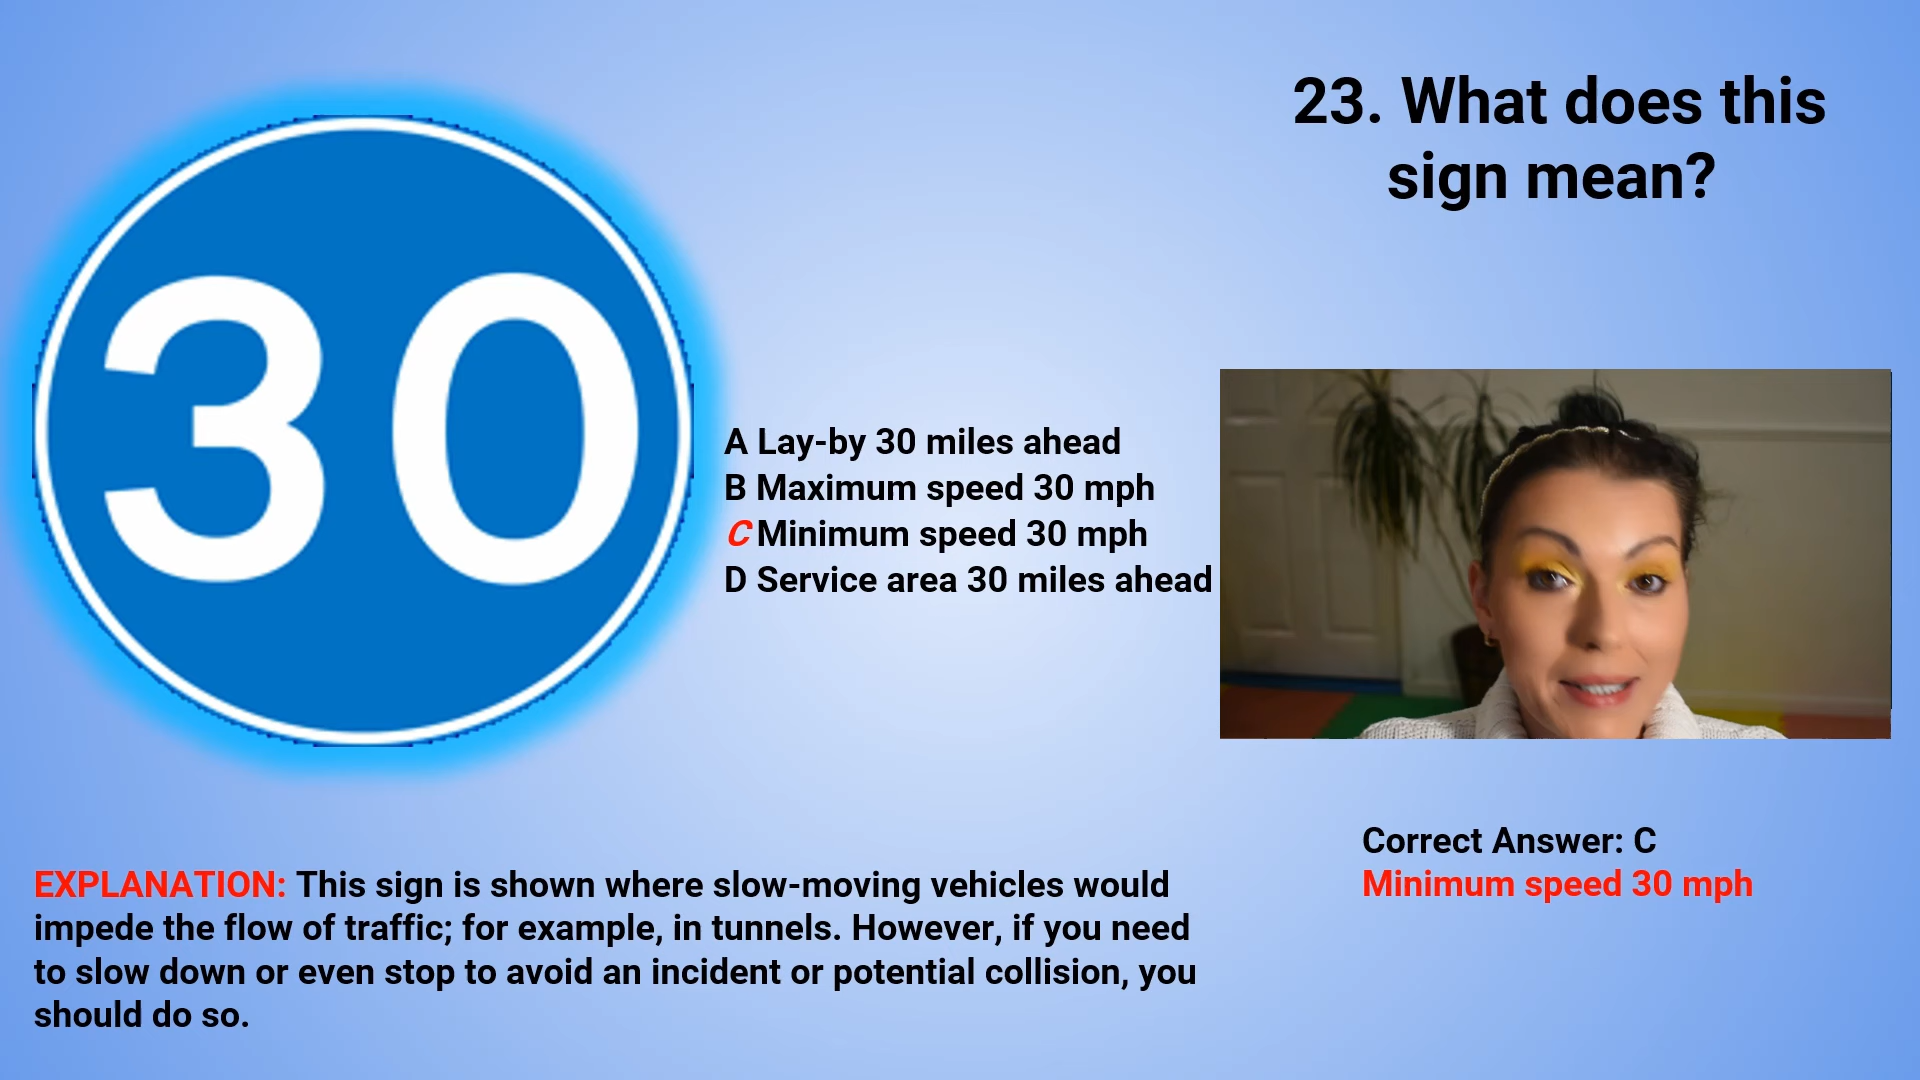 23. What does this
sign mean?
30
A Lay-by 30 miles ahead
B Maximum speed 30 mph
C Minimum speed 30 mph
D Service area 30 miles ahead
Correct Answer: C
Minimum speed 30 mph
EXPLANATION: This sign is shown where slow-moving vehicles would
impede the flow of traffic; for example, in tunnels. However, if you need
to slow down or even stop to avoid an incident or potential collision, you
should do so.